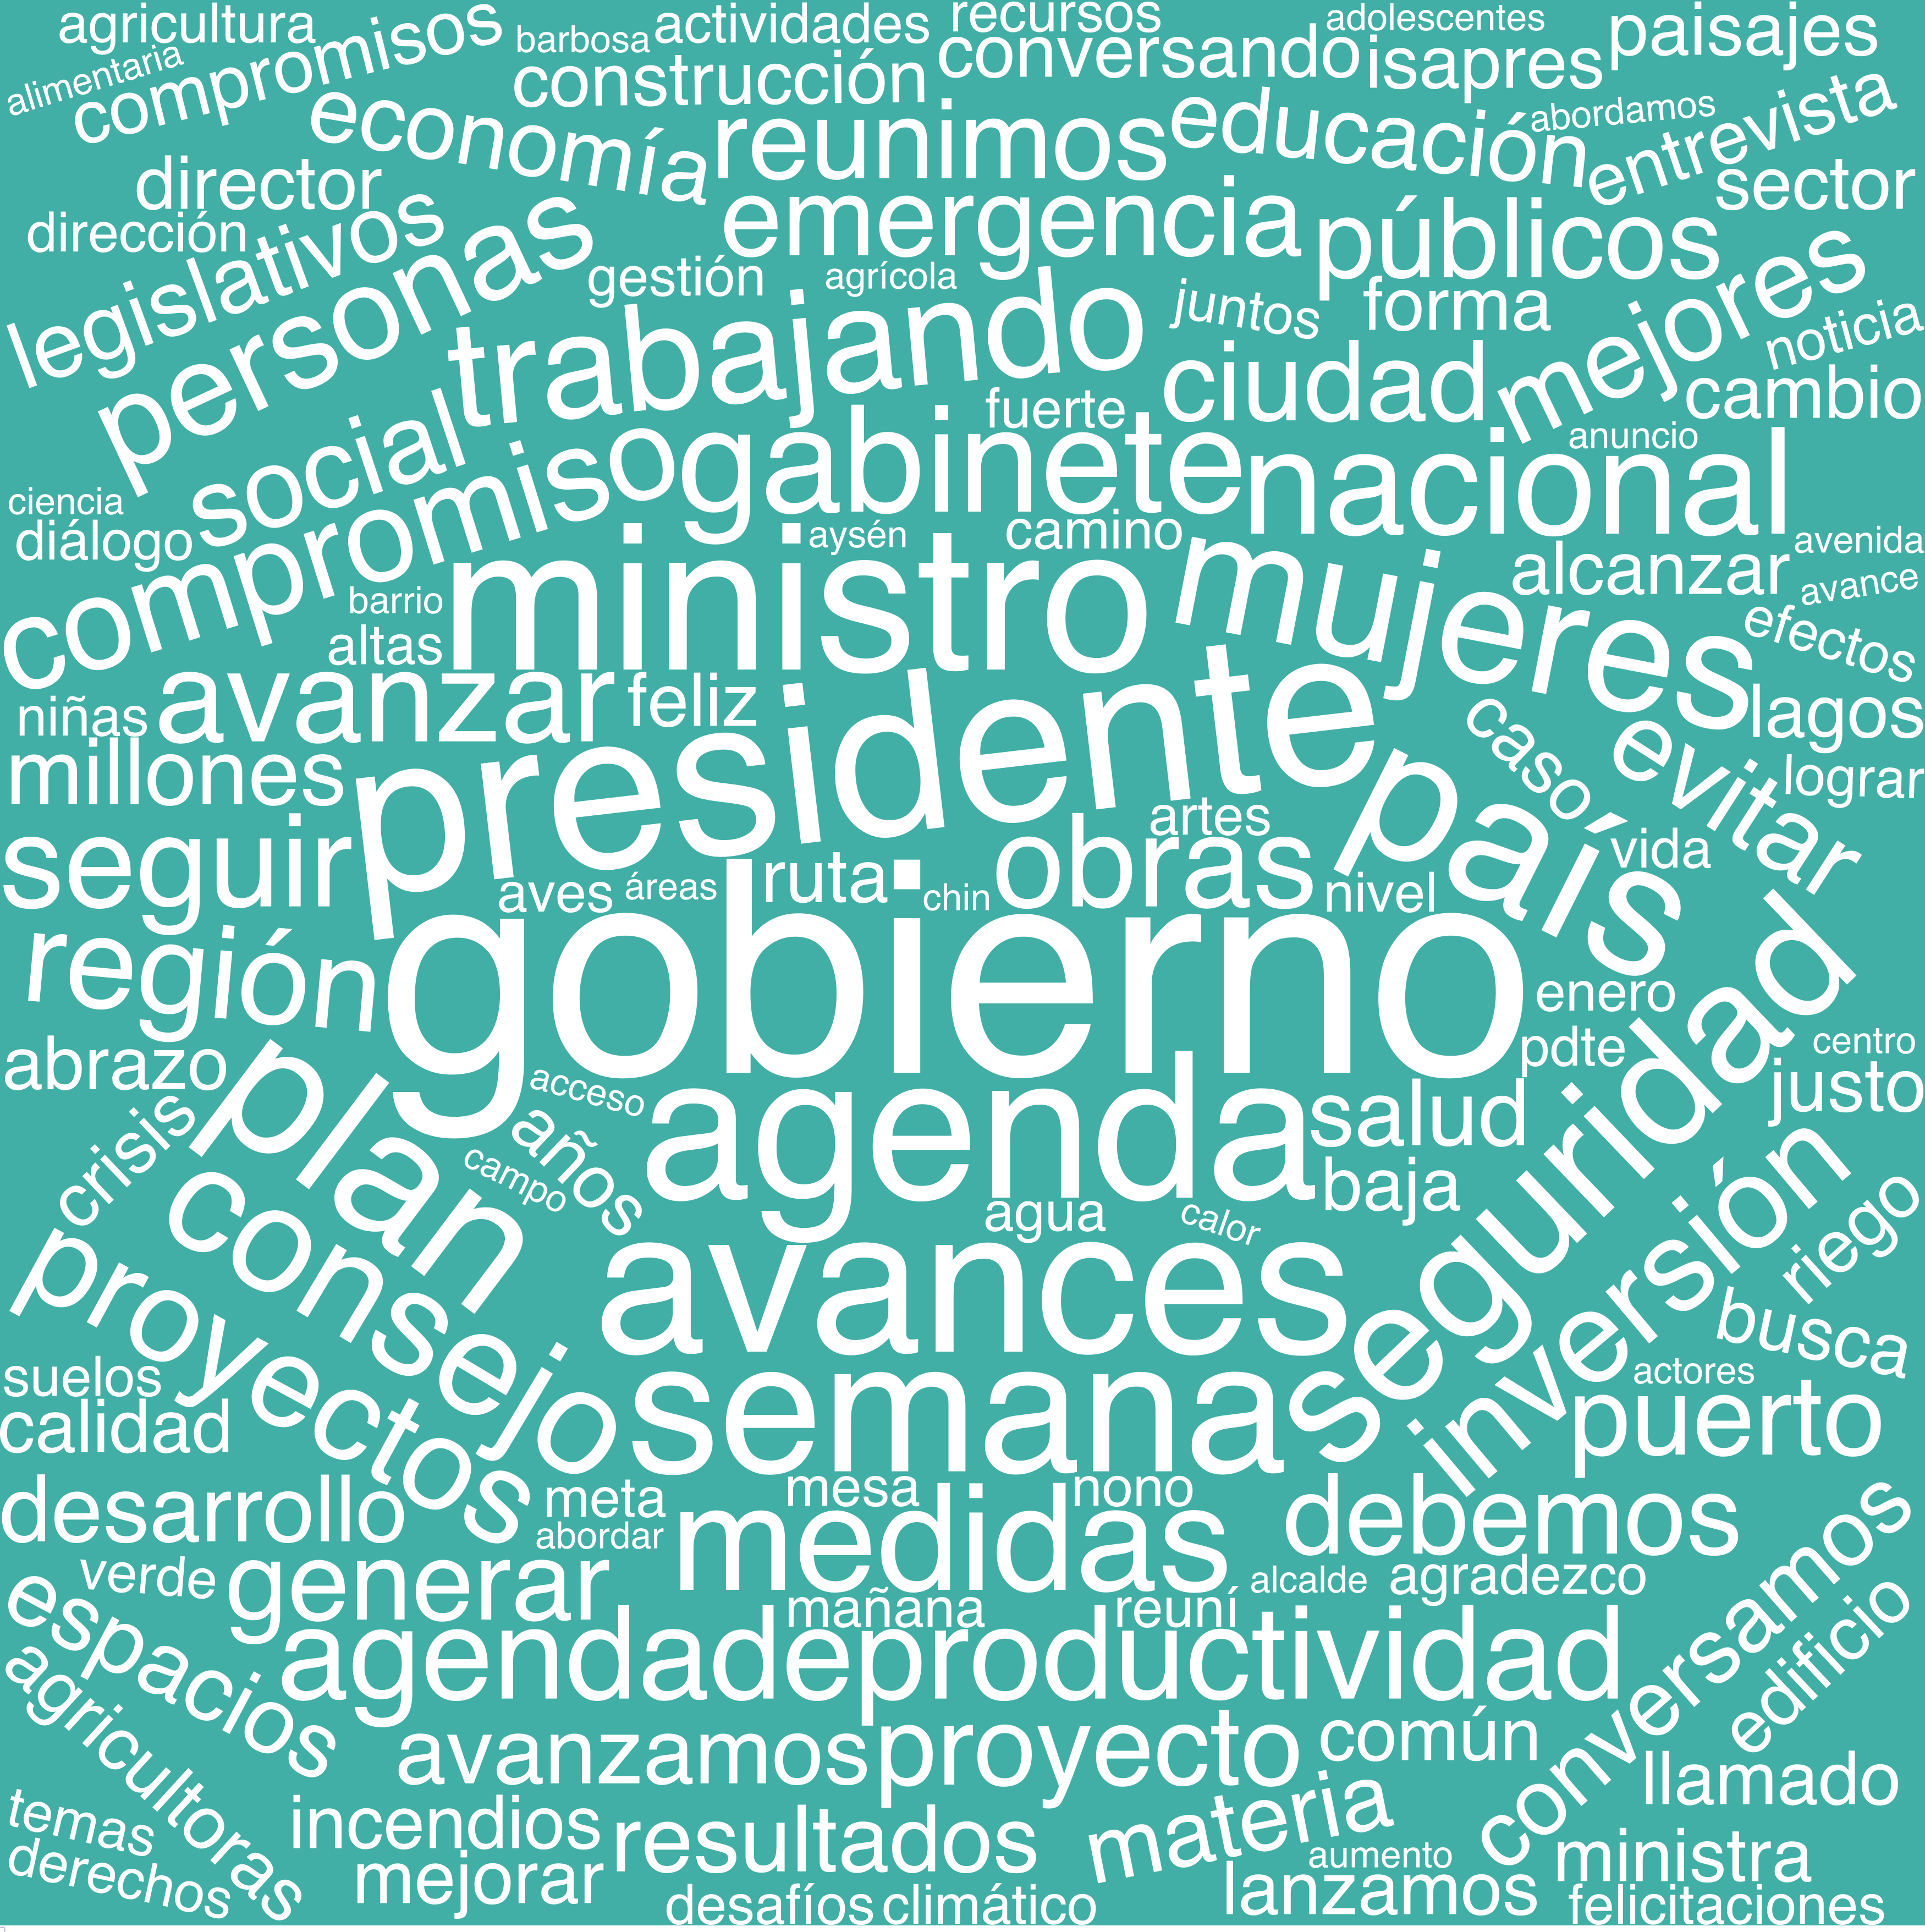 agricultura
compromisos
barbosa
actividades
recursos
adolescentes
paisajes
alimentaria
construcción
conversando
isapres
economía
reunimos
educación
abordamos
entrevista
director
dirección
legislativos
personas
emergencia
públicos
sector
gestión
agrícola
juntos
forma
mejores
noticia
trabajando
ciudad
cambio
fuerte
social
compromiso
gabinete
nacional
anuncio
ciencia
diálogo
aysén
camino
mujeres
alcanzar
avenida
avance
barrio
ministro
altas
efectos
niñas
avanzar
feliz
presidente
caso
evitar
lagos
millones
lograr
artes
país
seguir
vida
aves
áreas
ruta
chin
obras
nivel
región
gobierno
enero
abrazo
plan
pdte
centro
justo
acceso
agenda
salud
seguridad
crisis
años
campo
baja
consejo
agua
calor
inversión
riego
proyectos
avances
busca
suelos
semana
actores
calidad
puerto
desarrollo
meta
mesa
nono
debemos
abordar
medidas
verde
generar
alcalde
agradezco
espacios
mañana
reuní
conversamos
edificio
agendadeproductividad
agricultoras
avanzamos
proyecto
común
llamado
temas
incendios
resultados
materia
derechos
mejorar
aumento
ministra
lanzamos
desafíos
climático
felicitaciones